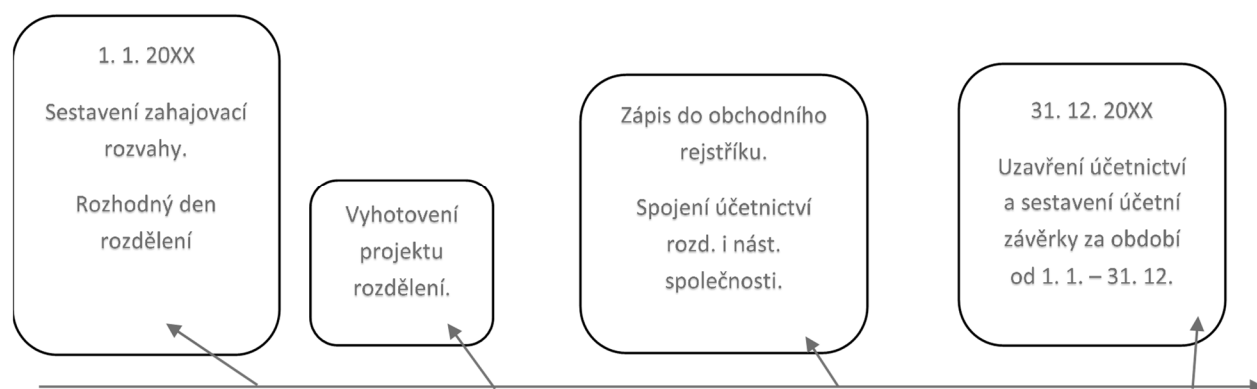 1. 1. 20XX
Sestavení zahajovací
rozvahy.
Rozhodný den
rozdělení
Vyhotovení
projektu
rozdělení.
Zápis do obchodního
rejstříku.
Spojení účetnictví
rozd. i nást.
společnosti.
31. 12. 20XX
Uzavření účetnictví
a sestavení účetní
závěrky za období
od 1. 1. – 31. 12.